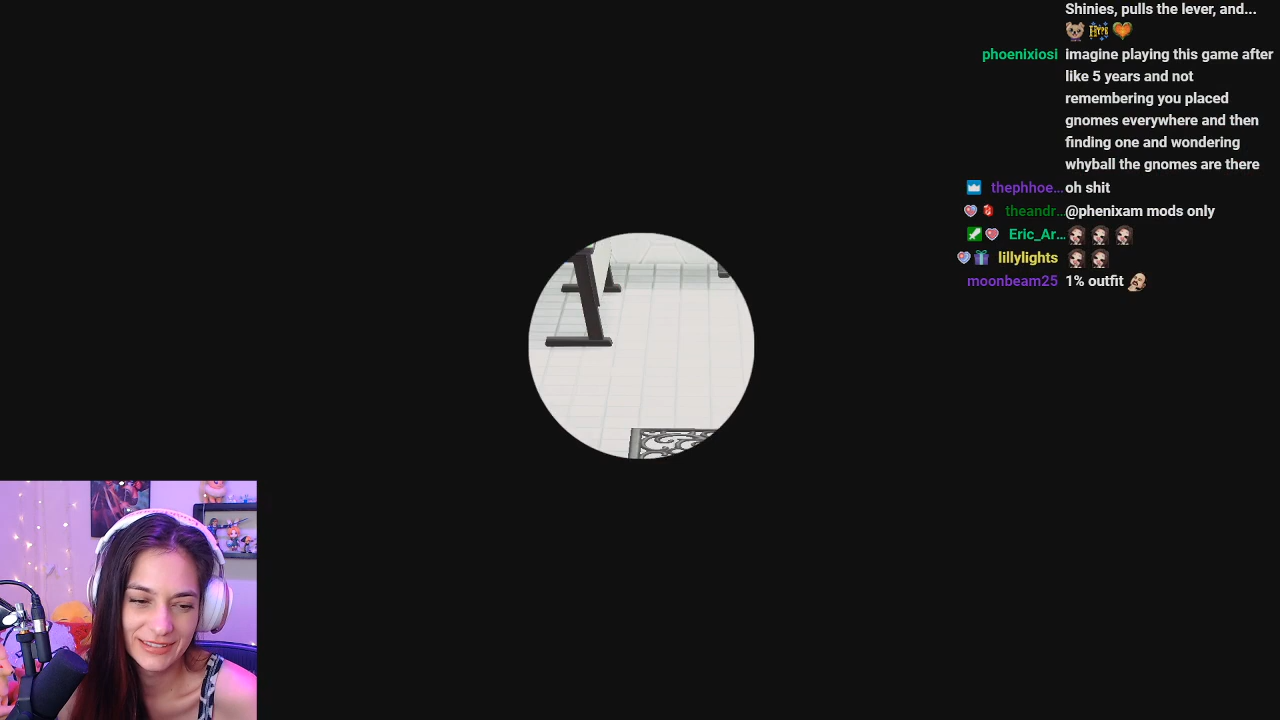 Shinies, pulls the lever, and...
phoenixiosi imagine playing this game after
like 5 years and not
remembering you placed
gnomes everywhere and then
finding one and wondering
whyball the gnomes are there
thephhoe... oh shit
theandr... @phenixam mods only
Eric_Ar...
lillylights
moonbeam25 1% outfit